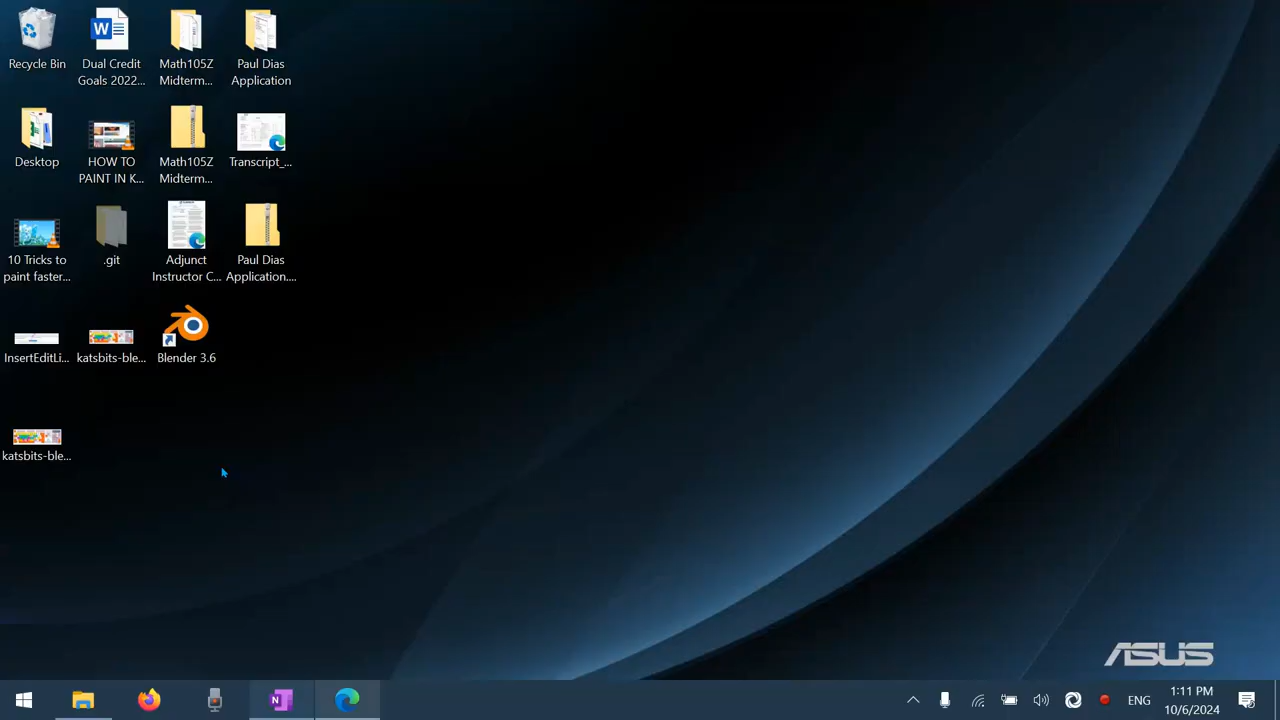 Recycle Bin
Dual Credit
Goals 2022...
Math105Z
Midterm...
Paul Dias
Application
Desktop
HOW TO
PAINT IN K...
Math105Z
Midterm...
Transcript_...
10 Tricks to
paint faster...
.git
Adjunct
Instructor C...
Paul Dias
Application....
InsertEditLi...
katsbits-ble...
Blender 3.6
katsbits-ble...
ASUS
ENG
1:11 PM
10/6/2024